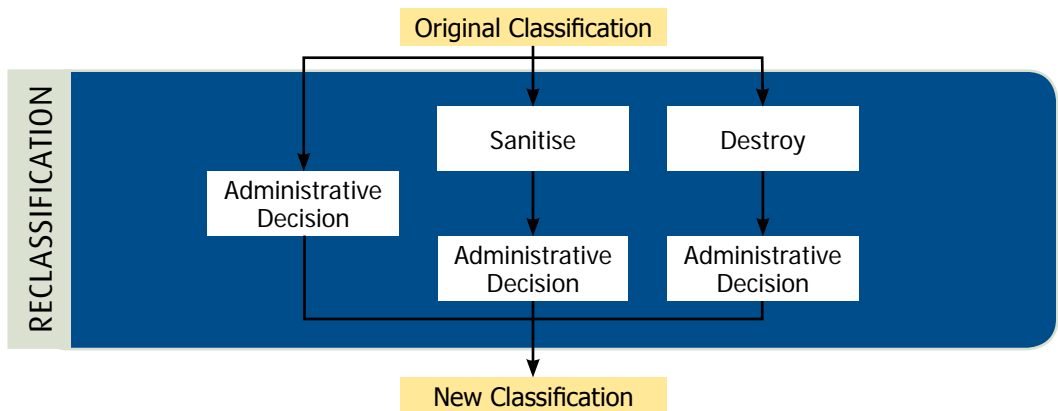 Original Classification
RECLASSIFICATION
Sanitise
Destroy
Administrative
Decision
Administrative
Decision
Administrative
Decision
New Classification